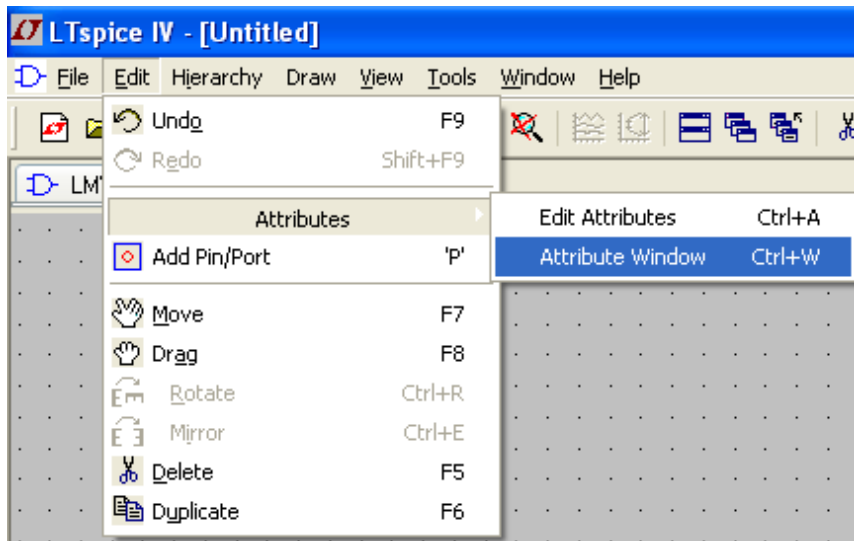 LTspice IV - [Untitled]
File Edit Hierarchy Draw View Tools Window Help
Undo F9
Redo Shift+F9
LM
Attributes
Edit Attributes Ctrl+A
Add Pin/Port 'P'
Attribute Window Ctrl+W
Move F7
Drag F8
Rotate Ctrl+R
Mirror Ctrl+E
Delete F5
Duplicate F6